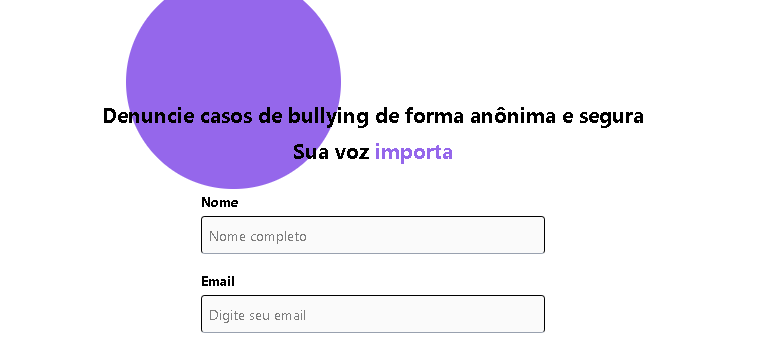 Denuncie casos de bullying de forma anônima e segura
Sua voz importa
Nome
Nome completo
Email
Digite seu email